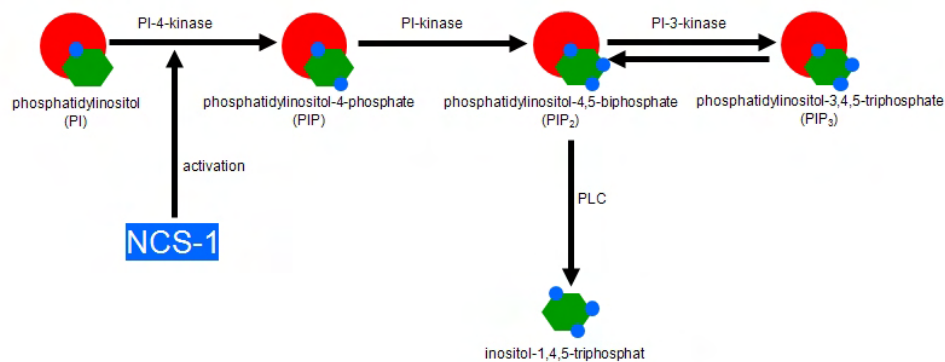 PI-4-kinase
PI-kinase
PI-3-kinase
phosphatidylinositol
(PI)
phosphatidylinositol-4-phosphate
(PIP)
phosphatidylinositol-4,5-biphosphate
(PIP₂)
phosphatidylinositol-3,4,5-triphosphate
(PIP₃)
activation
NCS-1
PLC
inositol-1,4,5-triphosphat